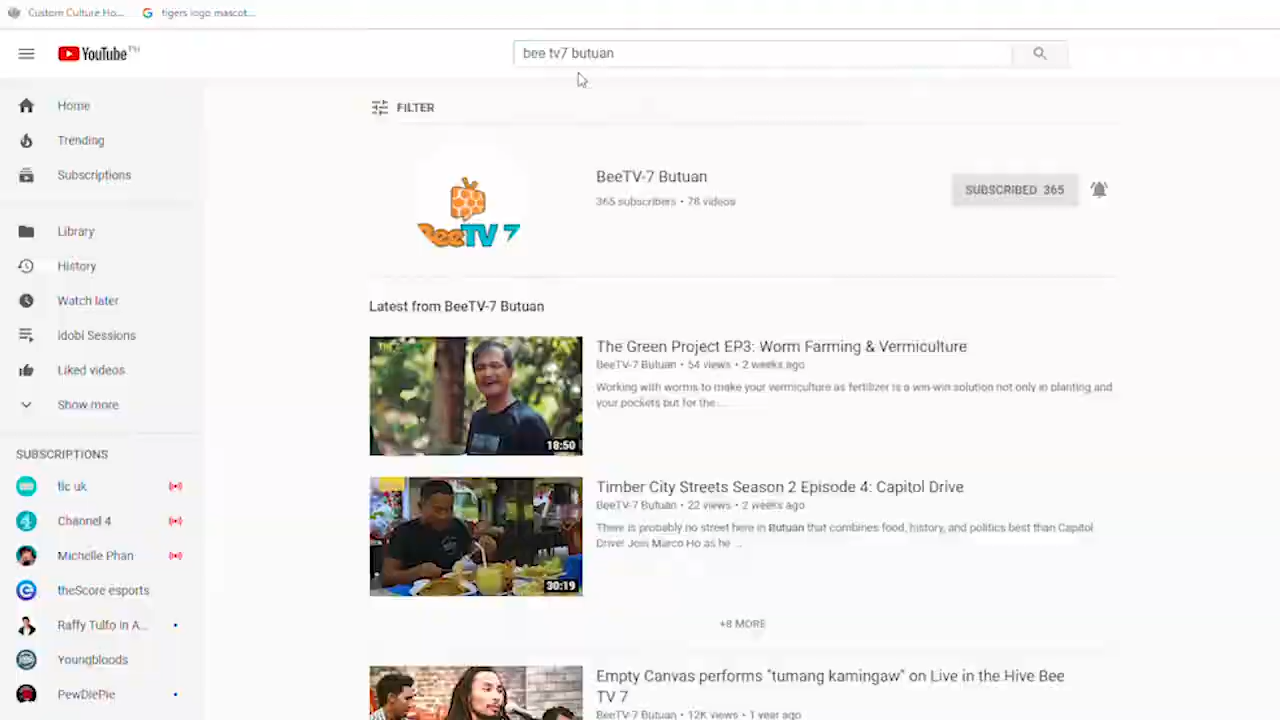 Custom Culture Ho...
tigers logo mascot...
YouTube PH
bee tv7 butuan
Home
Trending
Subscriptions
Library
History
Watch later
idobi Sessions
Liked videos
Show more
SUBSCRIPTIONS
tlc uk
Channel 4
Michelle Phan
theScore esports
Raffy Tulfo in A...
Youngbloods
PewDiePie
FILTER
BeeTV 7
BeeTV-7 Butuan
365 subscribers • 78 videos
SUBSCRIBED 365
Latest from BeeTV-7 Butuan
18:50
The Green Project EP3: Worm Farming & Vermiculture
BeeTV-7 Butuan • 54 views • 2 weeks ago
Working with worms to make your vermiculture as fertilizer is a win-win solution not only in planting and
your pockets but for the ...
30:19
Timber City Streets Season 2 Episode 4: Capitol Drive
BeeTV-7 Butuan • 22 views • 2 weeks ago
There is probably no street here in Butuan that combines food, history, and politics best than Capitol
Drive! Join Marco Ho as he ...
+8 MORE
Empty Canvas performs "tumang kamingaw" on Live in the Hive Bee
TV 7
BeeTV-7 Butuan • 12K views • 1 year ago